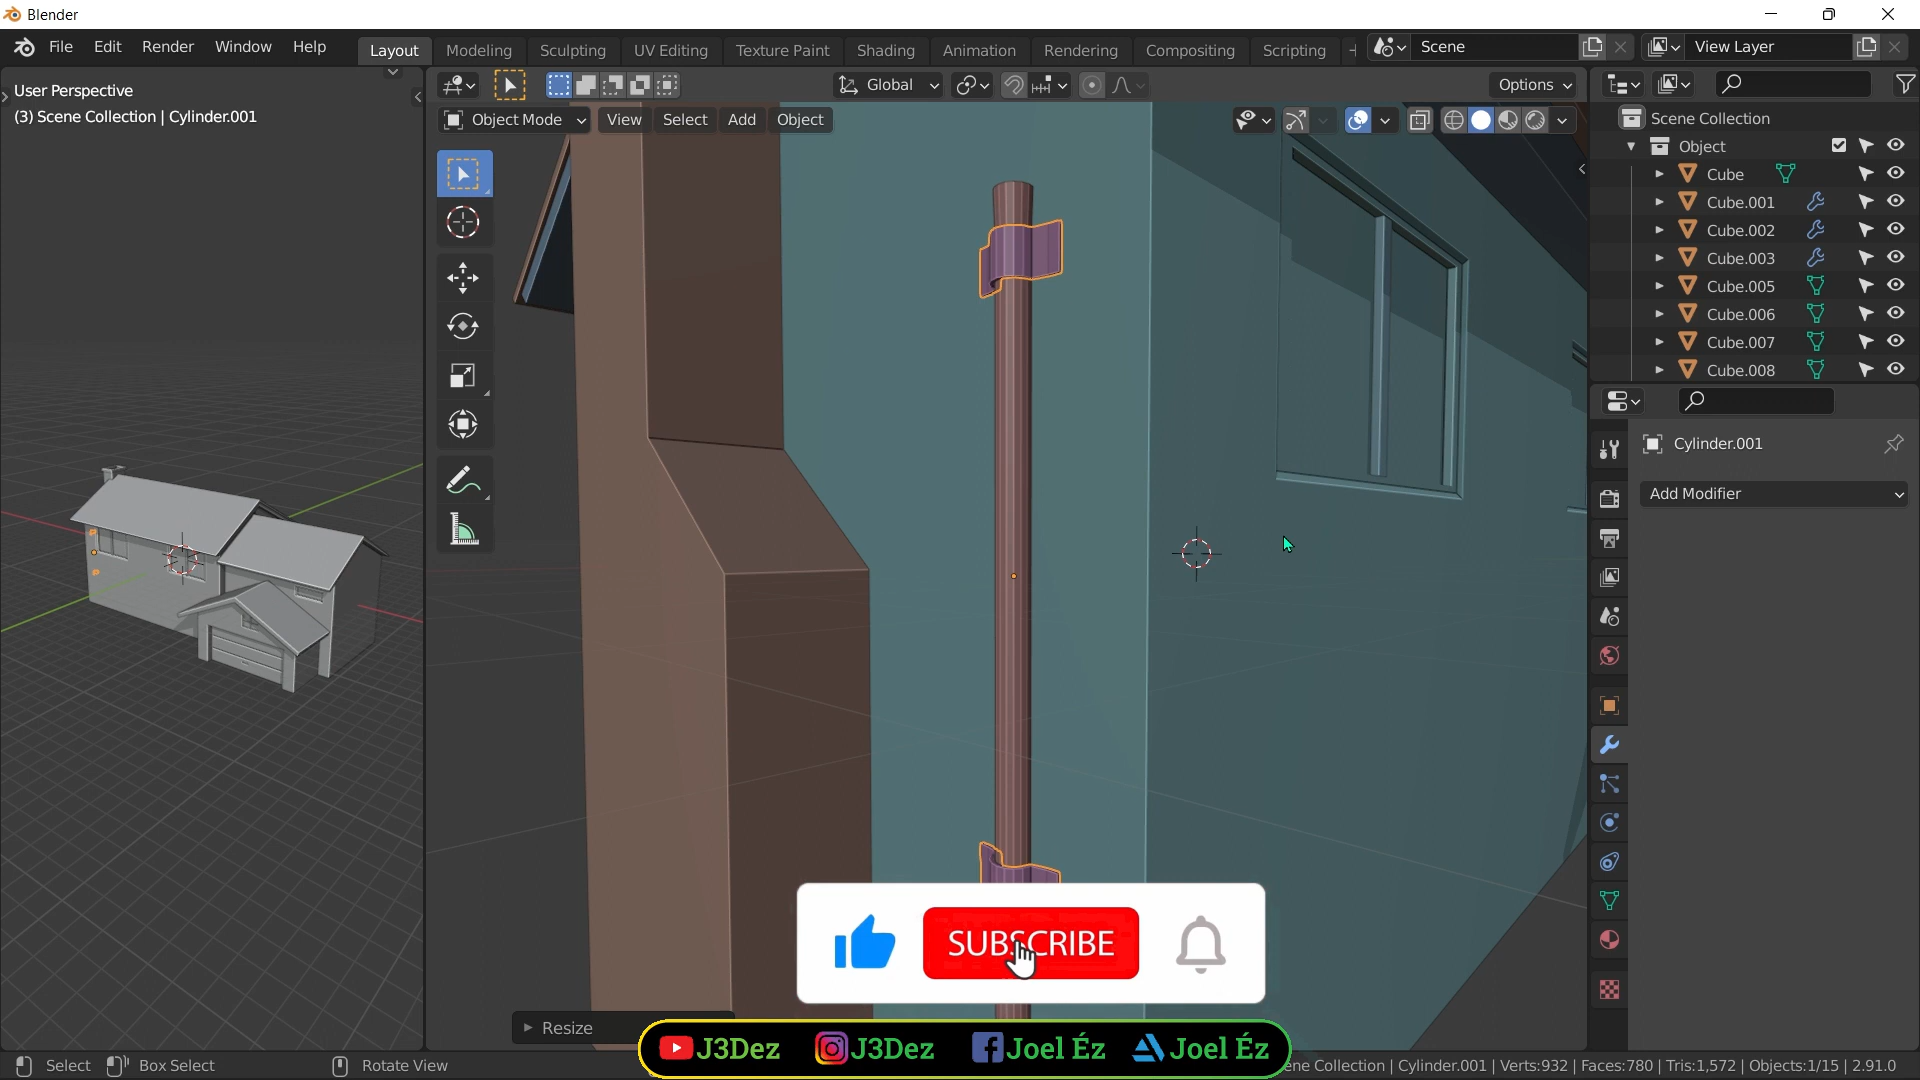 Blender
File Edit Render Window Help Layout Modeling Sculpting UV Editing Texture Paint Shading Animation Rendering Compositing Scripting Scene View Layer
User Perspective
(3) Scene Collection | Cylinder.001
Global Options
Object Mode View Select Add Object
Scene Collection
Object
Cube
Cube.001
Cube.002
Cube.003
Cube.005
Cube.006
Cube.007
Cube.008
Cylinder.001
Add Modifier
SUBSCRIBE
Resize
J3Dez J3Dez Joel Éz Joel Éz
Select Box Select Rotate View ene Collection | Cylinder.001 | Verts:932 | Faces:780 | Tris:1,572 | Objects:1/15 | 2.91.0